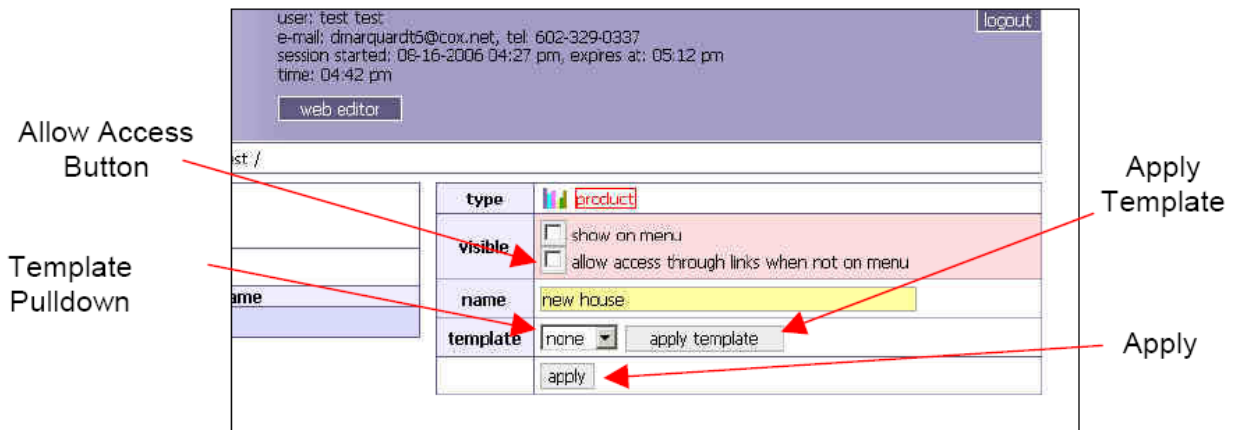 user: test test
logout
e-mail: dmarquardt6@cox.net, tel: 602-329-0337
session started: 08-16-2006 04:27 pm, expires at: 05:12 pm
time: 04:42 pm
web editor
Allow Access
Button
est /
Apply
Template
type product
visible
show on menu
allow access through links when not on menu
Template
Pulldown
ame
name new house
template none apply template
Apply
apply